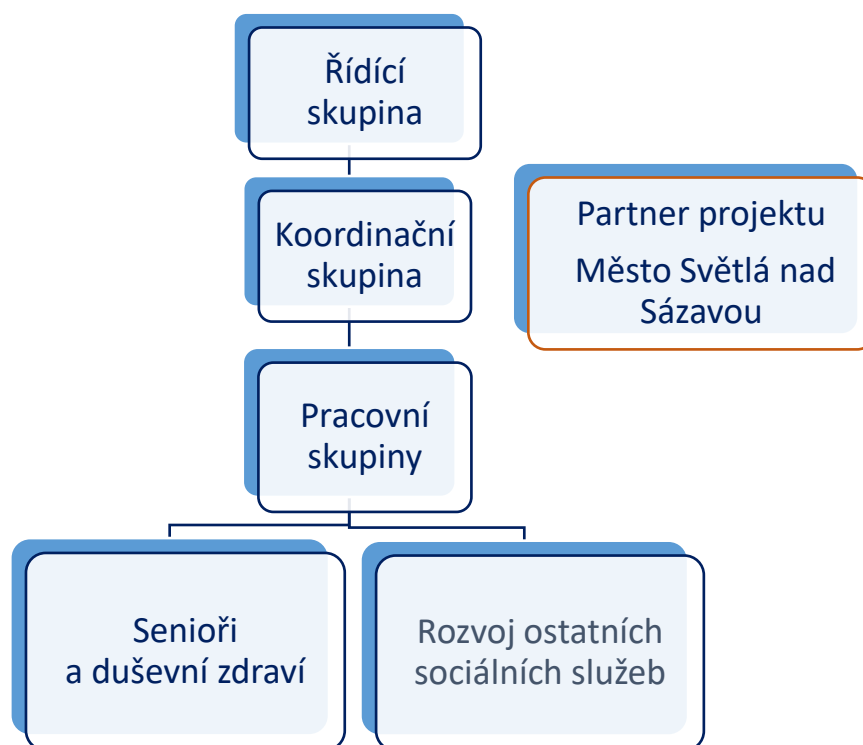 Řídící
skupina
Koordinační
skupina
Partner projektu
Město Světlá nad
Sázavou
Pracovní
skupiny
Senioři
a duševní zdraví
Rozvoj ostatních
sociálních služeb